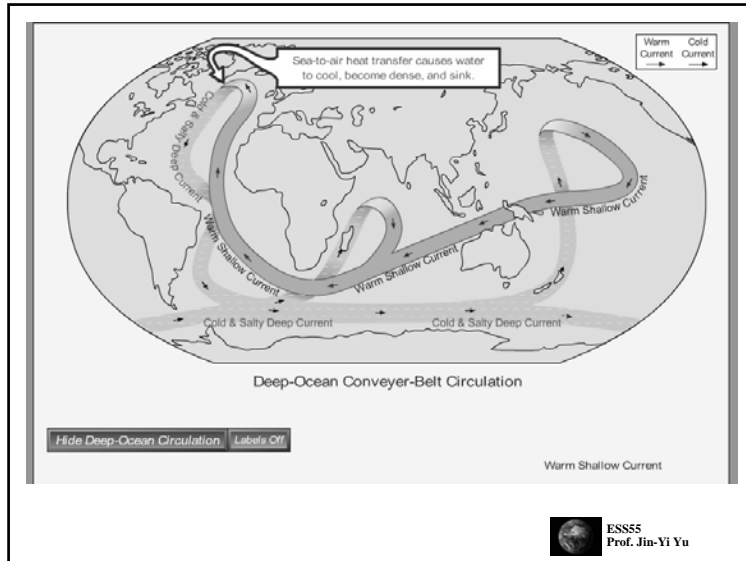 Sea-to-air heat transfer causes water
to cool, become dense, and sink.
Warm Current
Cold Current
Cold & Salty Deep Current
Warm Shallow Current
Warm Shallow Current
Warm Shallow Current
Cold & Salty Deep Current
Cold & Salty Deep Current
Deep-Ocean Conveyer-Belt Circulation
Hide Deep-Ocean Circulation
Labels Off
Warm Shallow Current
ESS55
Prof. Jin-Yi Yu